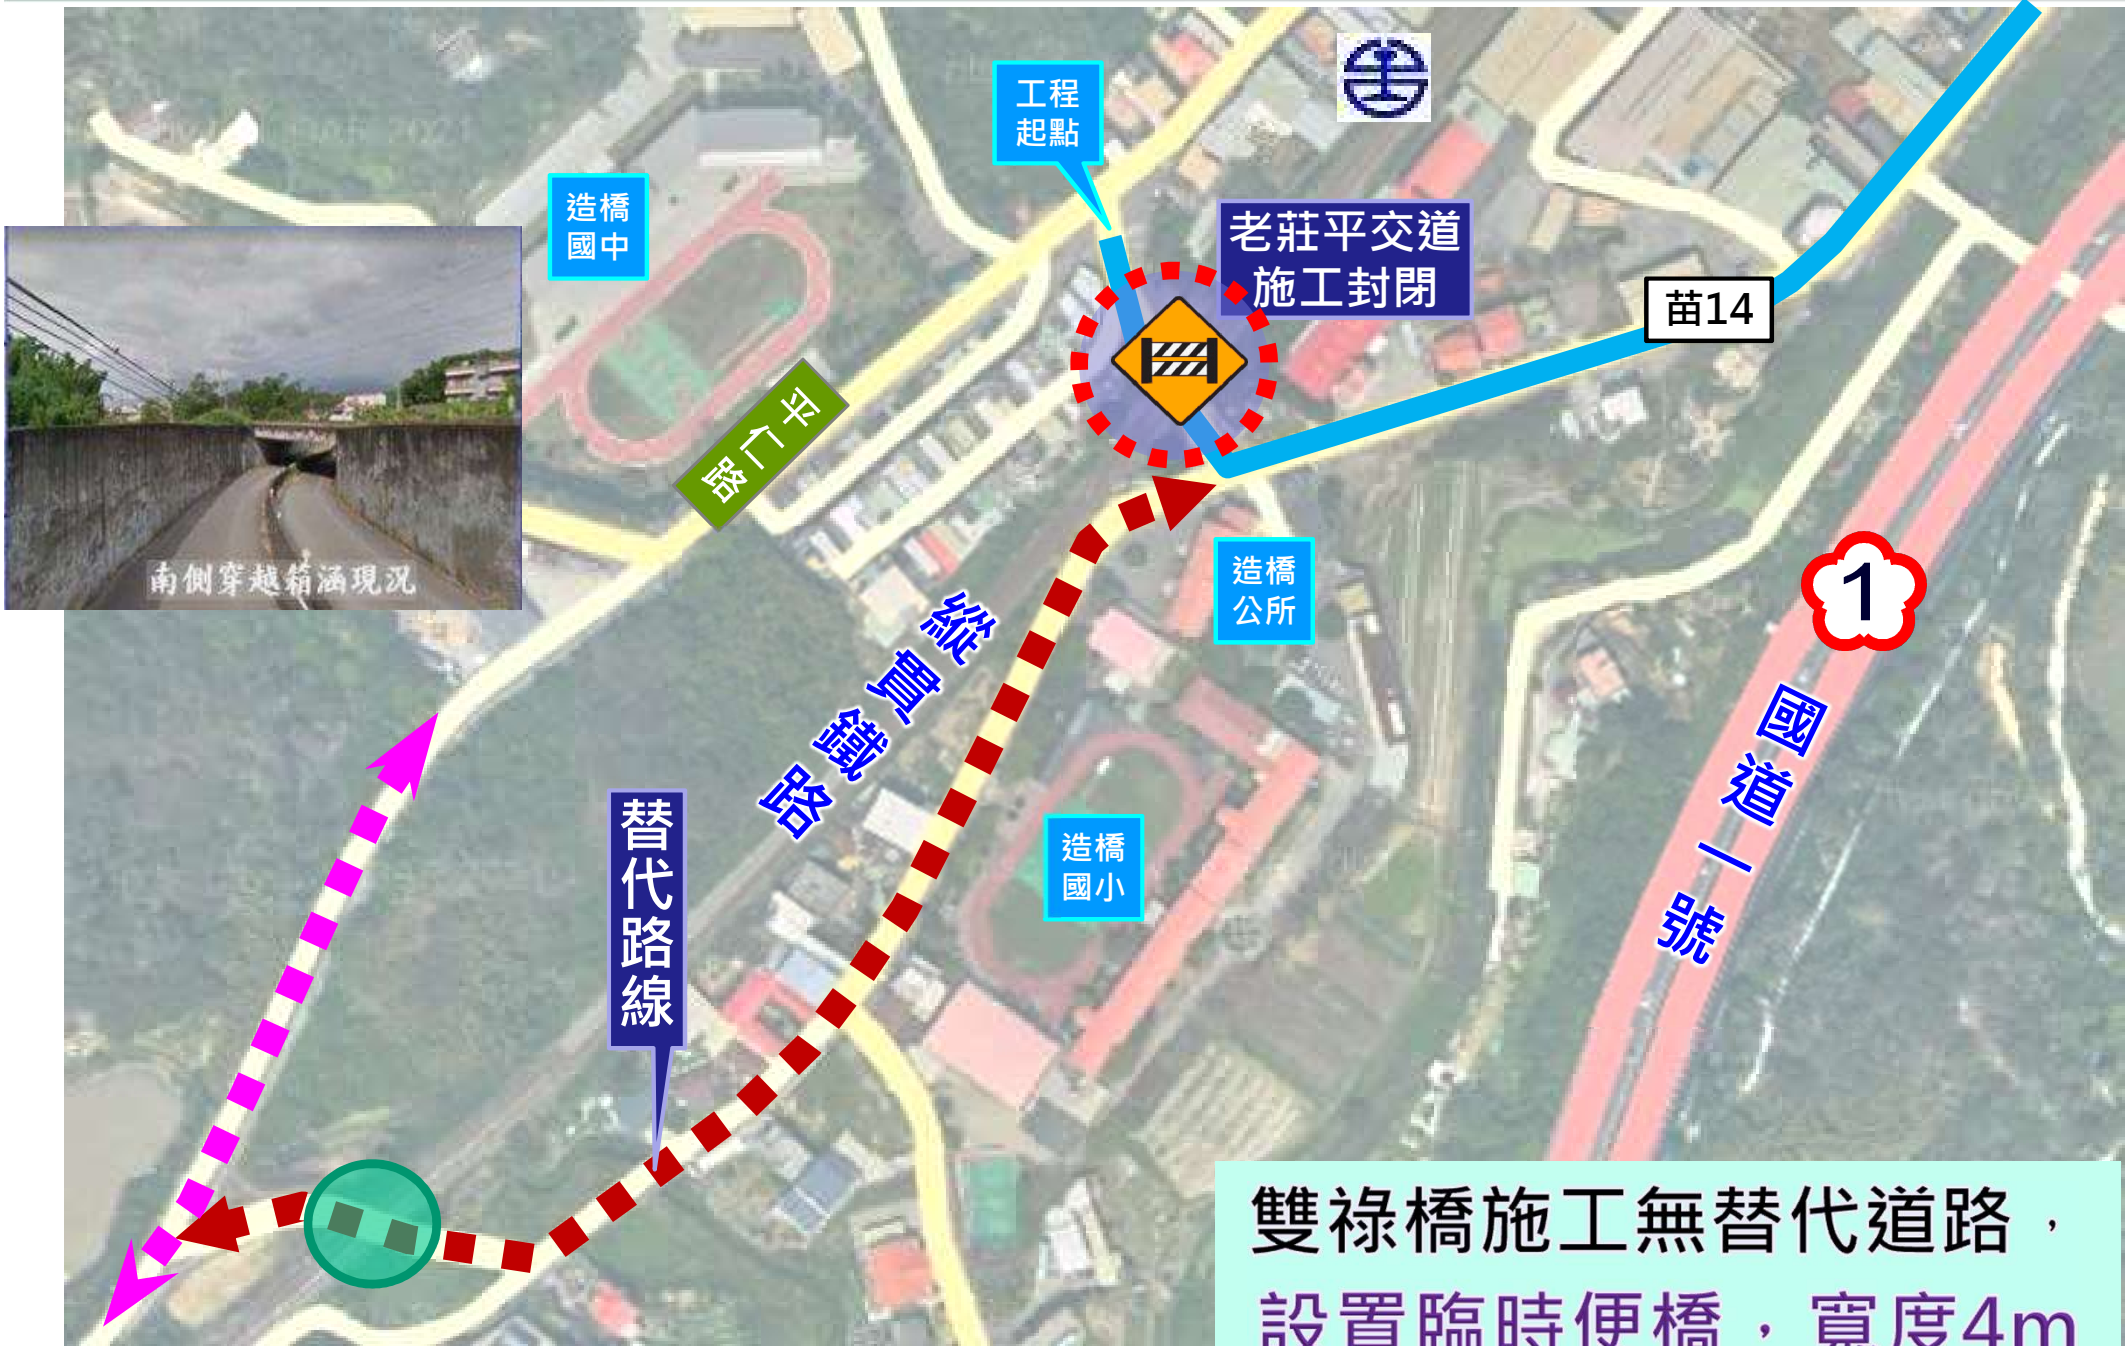 工程
起點
造橋
國中
老莊平交道
施工封閉
苗14
平仁路
南側穿越箱涵現況
造橋
公所
1
縱貫鐵路
國道一號
替代路線
造橋
國小
雙祿橋施工無替代道路，
設置臨時便橋，寬度4m